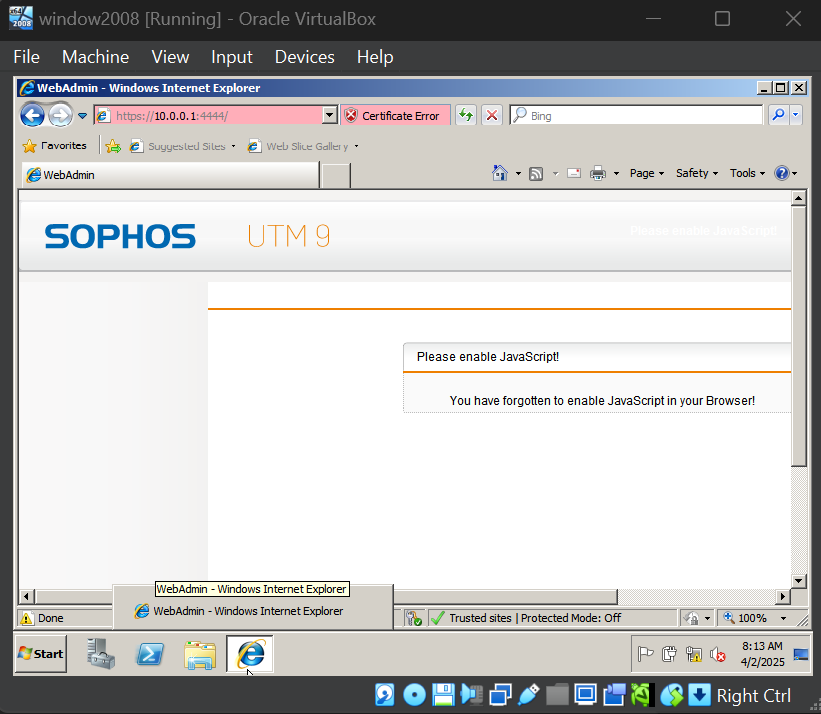 window2008 [Running] - Oracle VirtualBox
File Machine View Input Devices Help
WebAdmin - Windows Internet Explorer
https://10.0.0.1:4444/
Certificate Error
Bing
Favorites
Suggested Sites
Web Slice Gallery
WebAdmin
Page
Safety
Tools
SOPHOS
UTM 9
Please enable JavaScript!
Please enable JavaScript!
You have forgotten to enable JavaScript in your Browser!
WebAdmin - Windows Internet Explorer
WebAdmin - Windows Internet Explorer
Done
Trusted sites | Protected Mode: Off
100%
Start
8:13 AM
4/2/2025
Right Ctrl